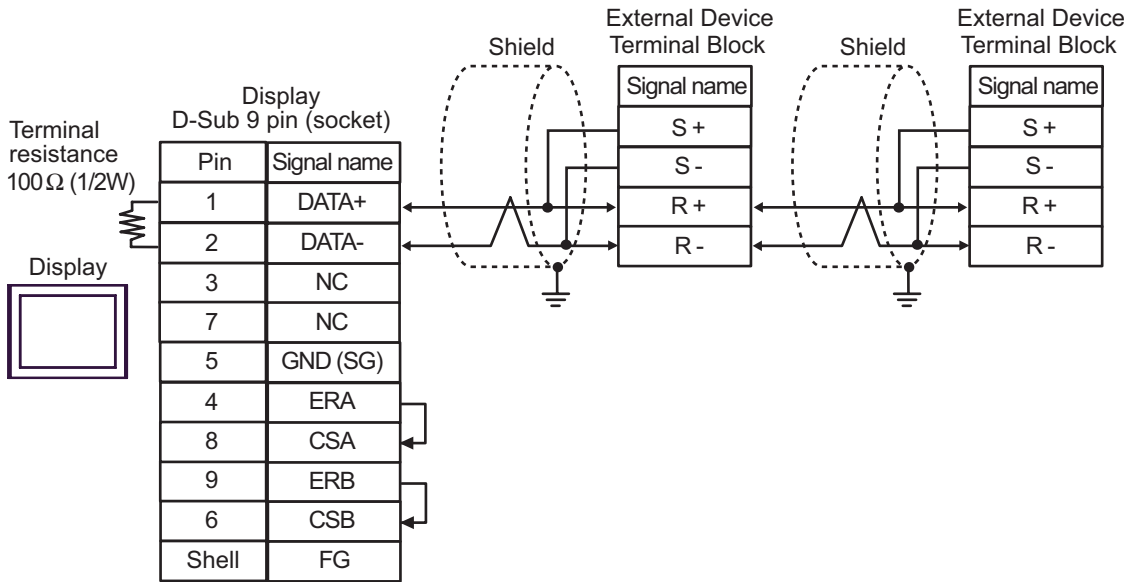 External Device
Terminal Block
External Device
Terminal Block
Shield
Shield
Signal name
S +
S -
R +
R -
Signal name
S +
S -
R +
R -
Display
D-Sub 9 pin (socket)
Terminal
resistance
100Ω (1/2W)
Display
Pin Signal name
1 DATA+
2 DATA-
3 NC
7 NC
5 GND (SG)
4 ERA
8 CSA
9 ERB
6 CSB
Shell FG